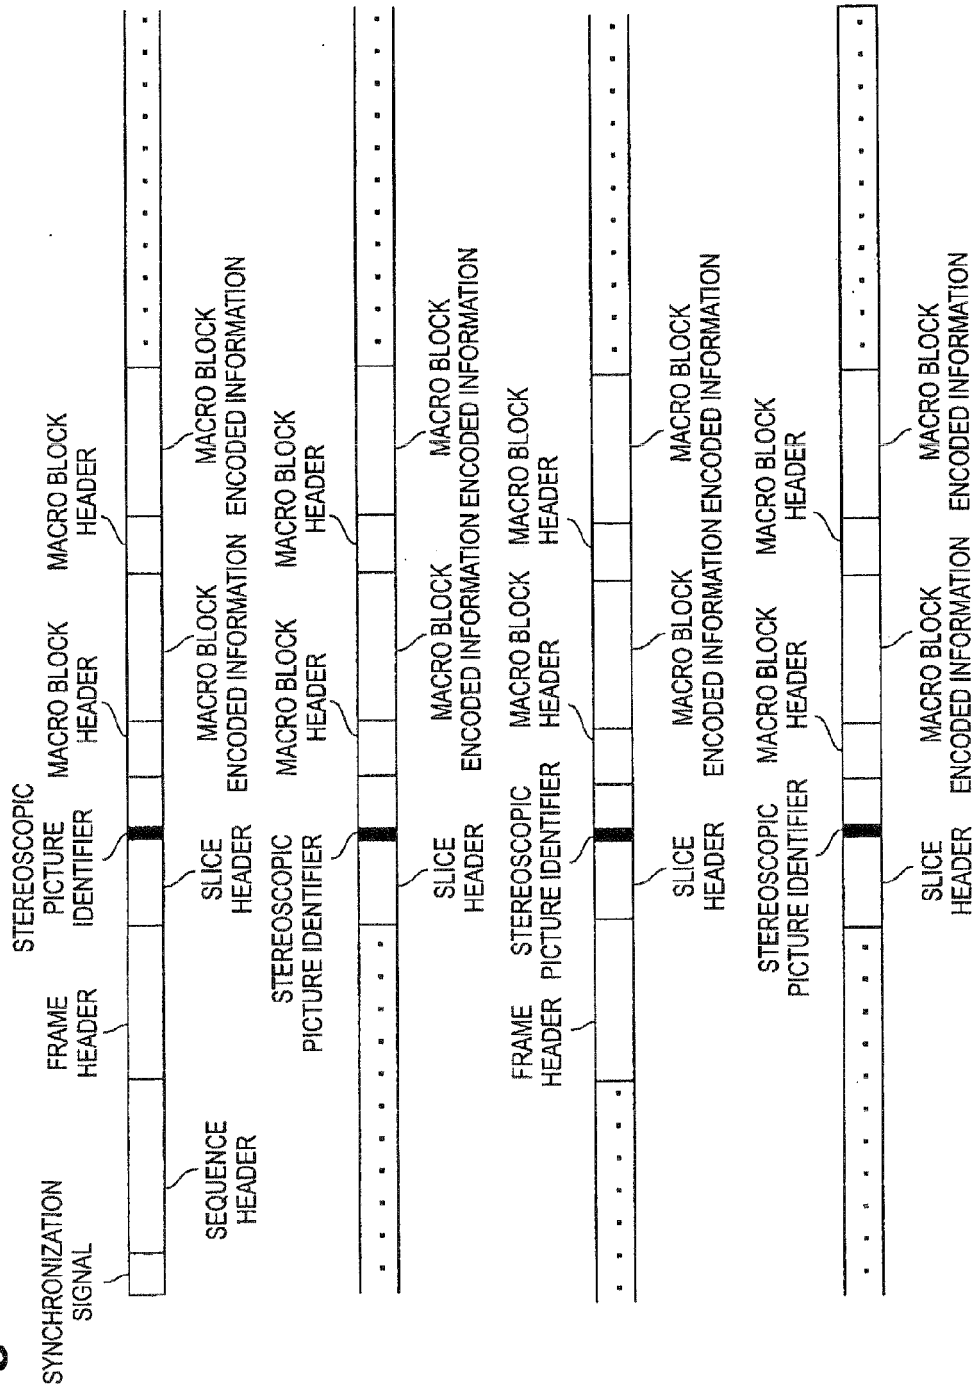 SYNCHRONIZATION
SIGNAL
SEQUENCE
HEADER
FRAME
HEADER
STEREOSCOPIC
PICTURE
IDENTIFIER
SLICE
HEADER
MACRO BLOCK
HEADER
MACRO BLOCK
ENCODED INFORMATION
MACRO BLOCK
HEADER
MACRO BLOCK
ENCODED INFORMATION
STEREOSCOPIC
PICTURE IDENTIFIER
SLICE
HEADER
MACRO BLOCK
HEADER
MACRO BLOCK
ENCODED INFORMATION
MACRO BLOCK
HEADER
MACRO BLOCK
ENCODED INFORMATION
FRAME
HEADER
STEREOSCOPIC
PICTURE IDENTIFIER
SLICE
HEADER
MACRO BLOCK
HEADER
MACRO BLOCK
ENCODED INFORMATION
MACRO BLOCK
HEADER
MACRO BLOCK
ENCODED INFORMATION
STEREOSCOPIC
PICTURE IDENTIFIER
SLICE
HEADER
MACRO BLOCK
HEADER
MACRO BLOCK
ENCODED INFORMATION
MACRO BLOCK
HEADER
MACRO BLOCK
ENCODED INFORMATION